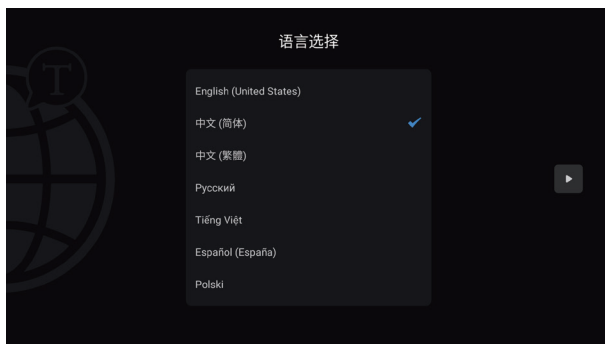 语言选择
T
English (United States)
中文 (简体)
中文 (繁體)
Русский
Tiếng Việt
Español (España)
Polski